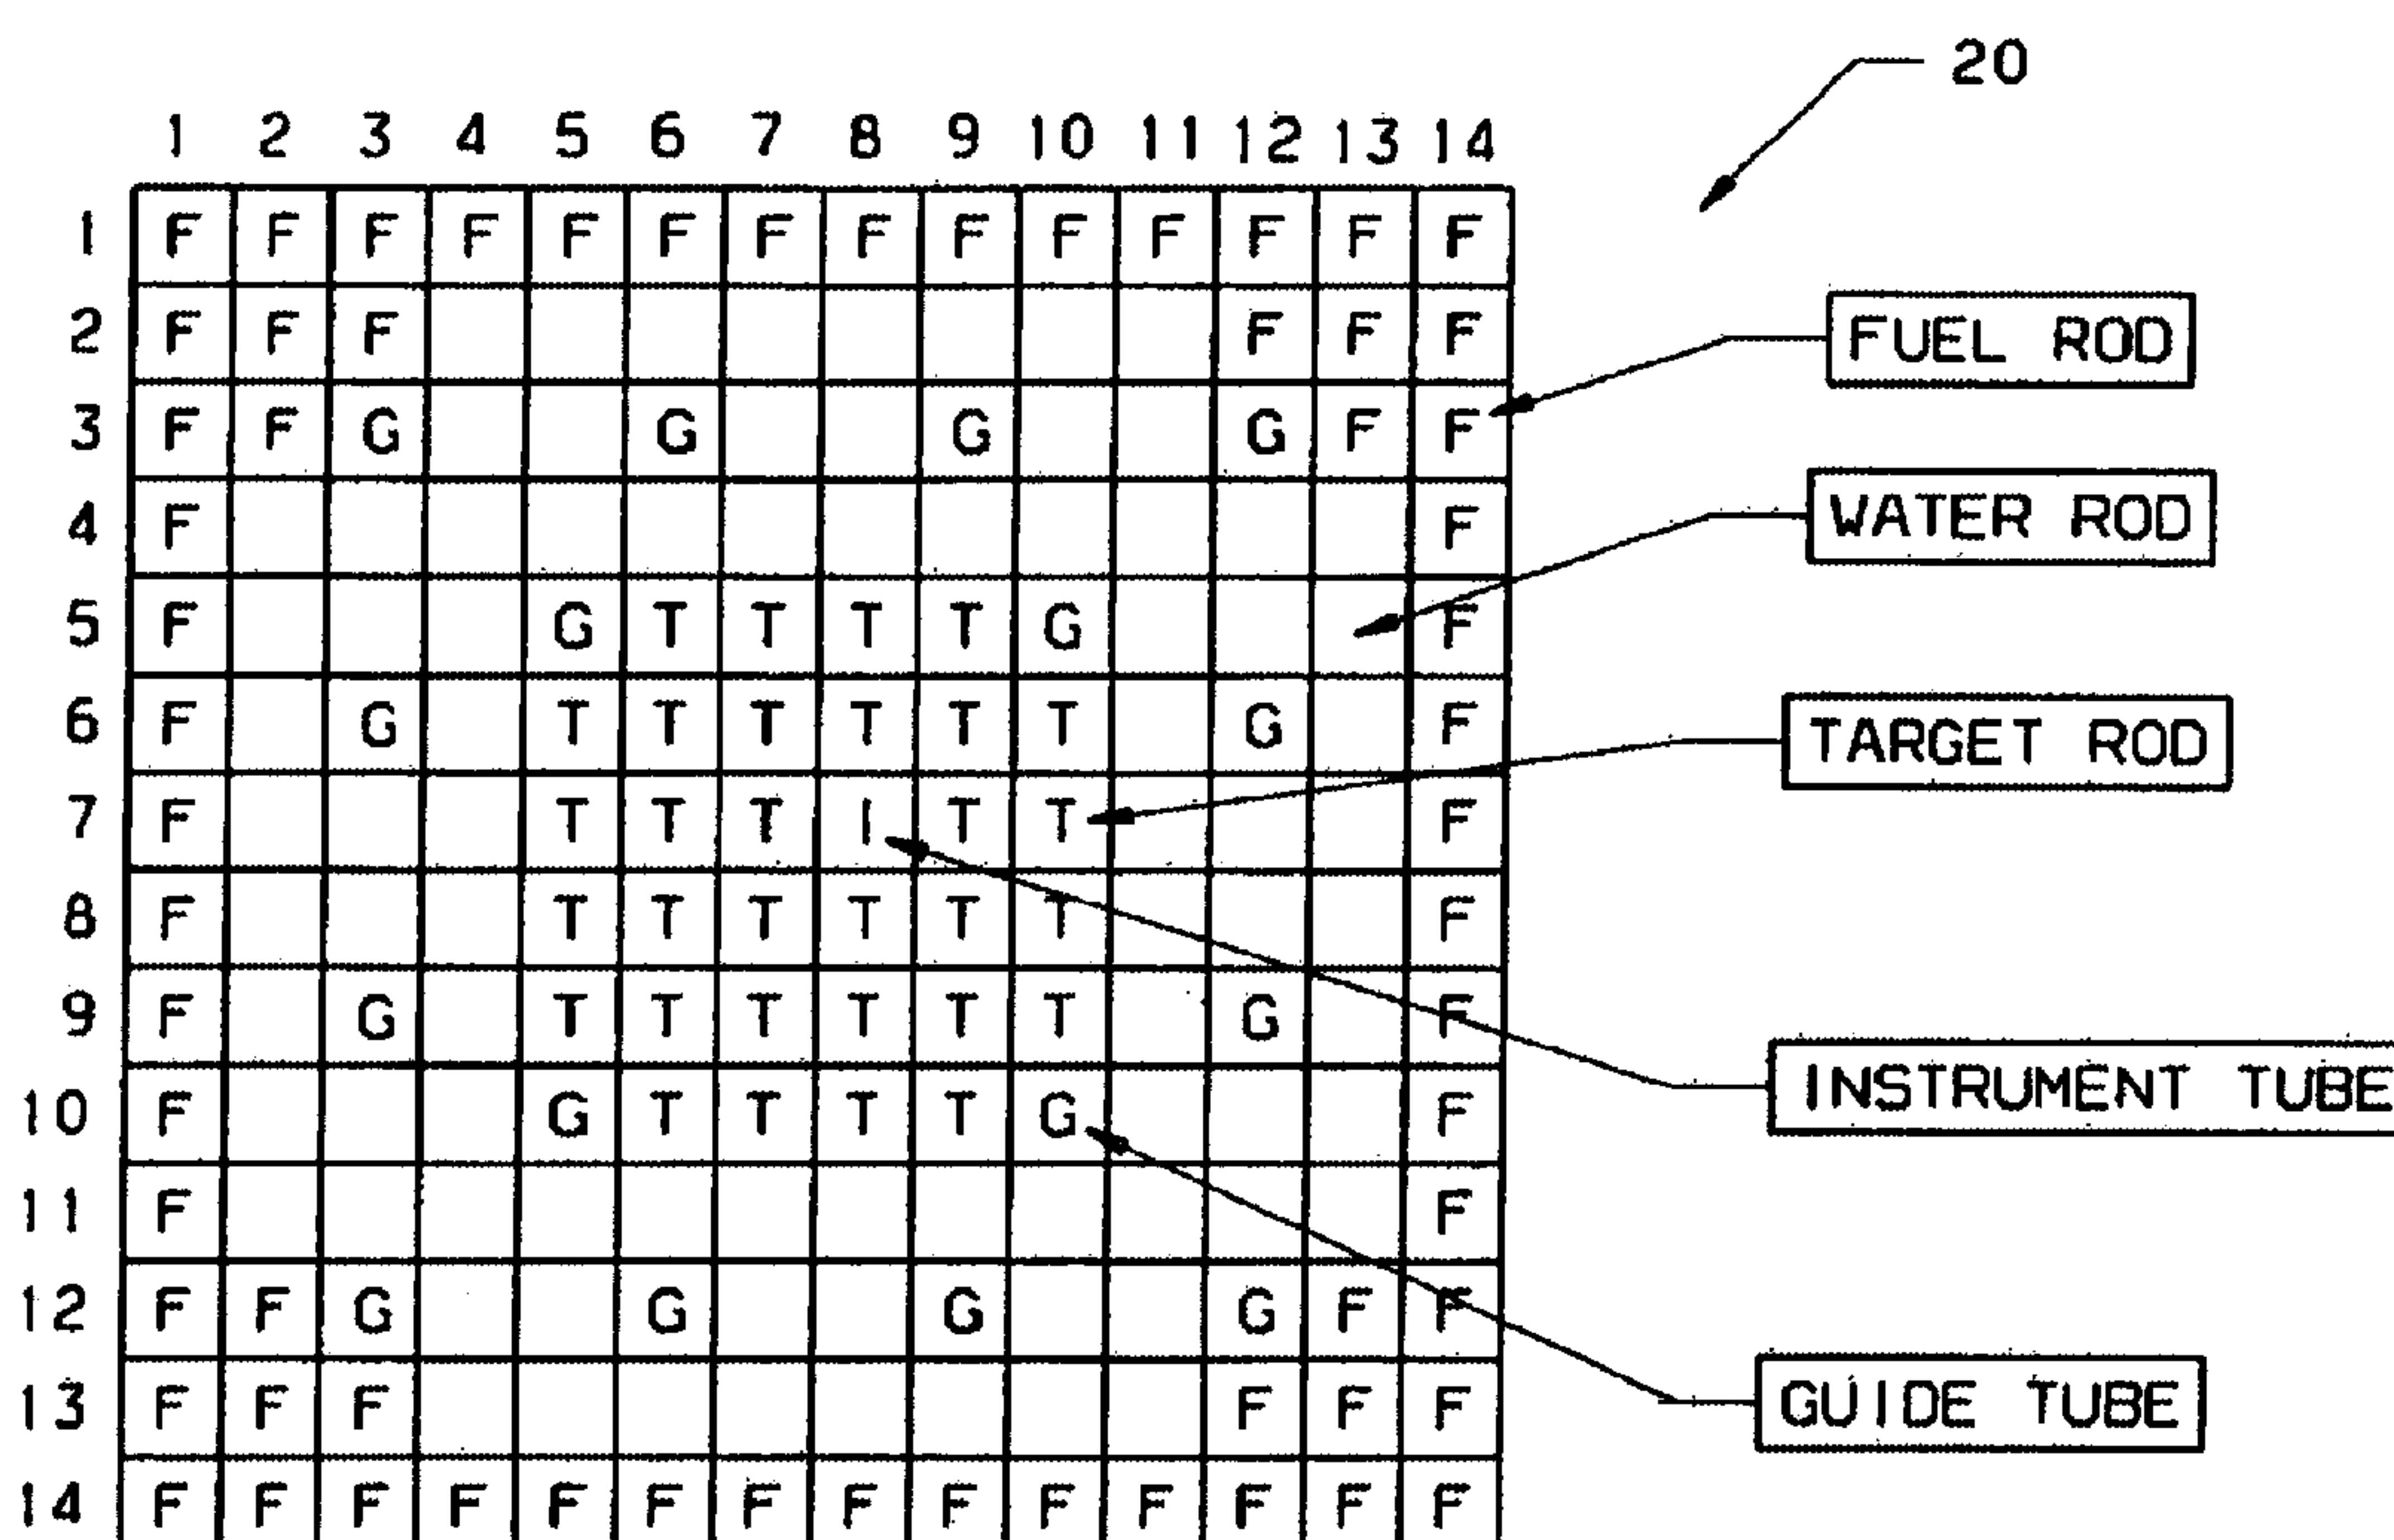 20
1 2 3 4 5 6 7 8 9 10 11 12 13 14
1 F F F F F F F F F F F F F F
2 F F F F F F
FUEL ROD
3 F F G G G G F F
4 F F
WATER ROD
5 F G T T T T G F
6 F G T T T T T T G F
TARGET ROD
7 F T T T I T T F
8 F T T T T T T F
9 F G T T T T T T G F
INSTRUMENT TUBE
10 F G T T T T G F
11 F F
12 F F G G G G F F
13 F F F F F F
GUIDE TUBE
14 F F F F F F F F F F F F F F